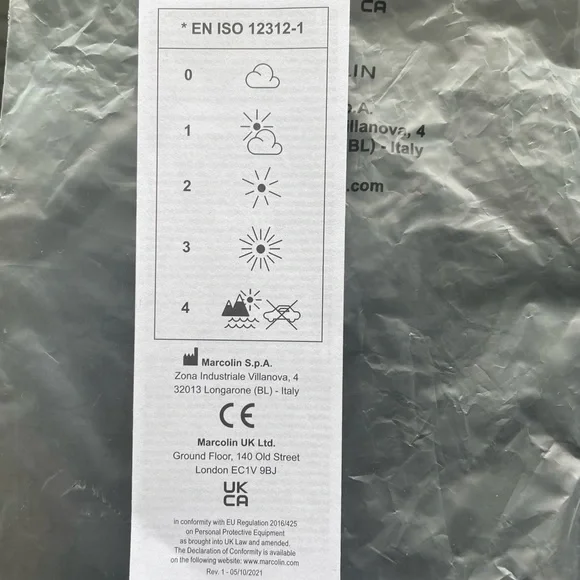 * EN ISO 12312-1
0
1
2
3
4
Marcolin S.p.A.
Zona Industriale Villanova, 4
32013 Longarone (BL) - Italy
CE
Marcolin UK Ltd.
Ground Floor, 140 Old Street
London EC1V 9BJ
UK
CA
in conformity with EU Regulation 2016/425
on Personal Protective Equipment
as brought into UK Law and amended.
The Declaration of Conformity is available
on the following website: www.marcolin.com
Rev. 1 - 05/10/2021
CA
LIN
p.A.
illanova, 4
(BL) - Italy
.com